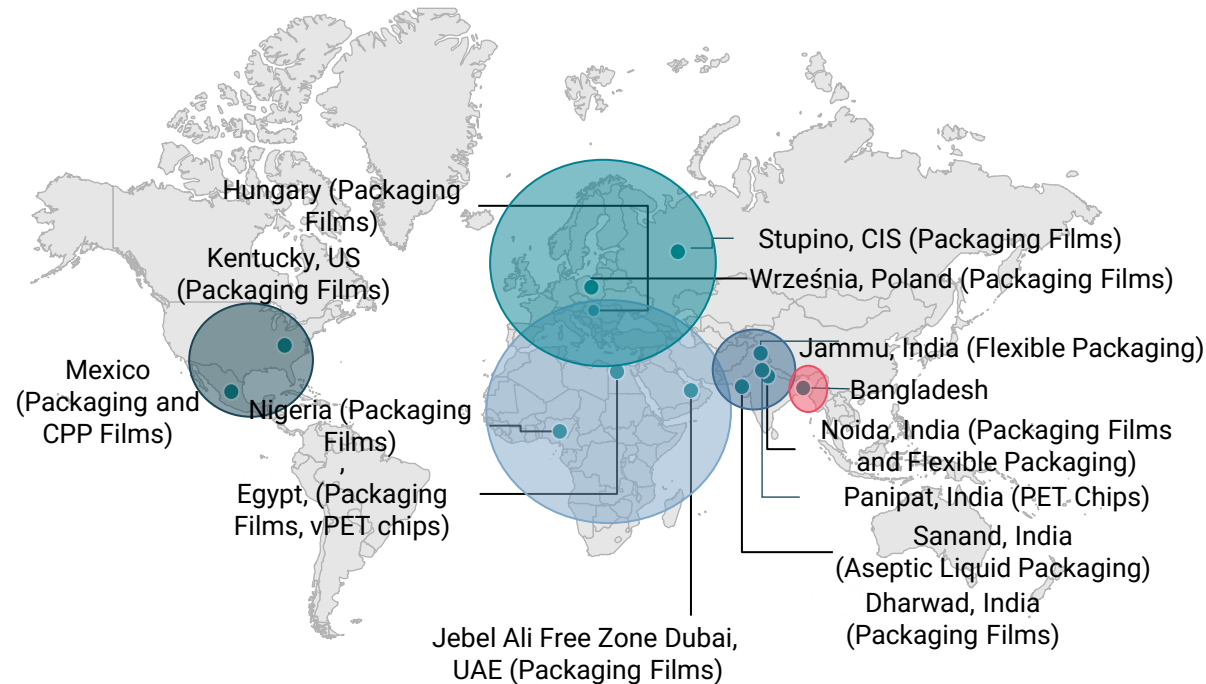 Hungary (Packaging
Films)
Kentucky, US
(Packaging Films)
Mexico
(Packaging and
CPP Films)
Nigeria (Packaging
Films)
,
Egypt, (Packaging
Films, vPET chips)
Jebel Ali Free Zone Dubai,
UAE (Packaging Films)
Stupino, CIS (Packaging Films)
Września, Poland (Packaging Films)
Jammu, India (Flexible Packaging)
Bangladesh
Noida, India (Packaging Films
and Flexible Packaging)
Panipat, India (PET Chips)
Sanand, India
(Aseptic Liquid Packaging)
Dharwad, India
(Packaging Films)